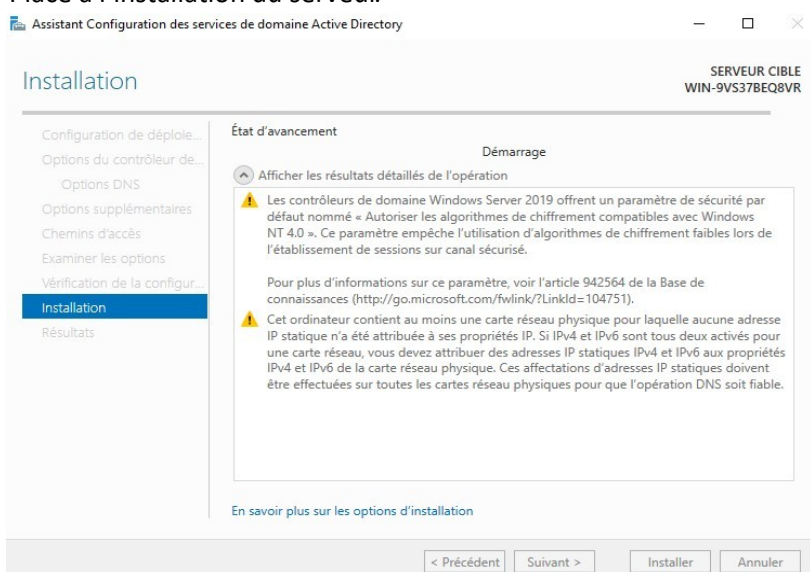 Place à l'installation du serveur.
Assistant Configuration des services de domaine Active Directory
Installation
SERVEUR CIBLE
WIN-9VS37BEQ8VR
Configuration de déploie...
Options du contrôleur de...
Options DNS
Options supplémentaires
Chemins d'accès
Examiner les options
Vérification de la configur...
Installation
Résultats
État d'avancement
Démarrage
Afficher les résultats détaillés de l'opération
Les contrôleurs de domaine Windows Server 2019 offrent un paramètre de sécurité par
défaut nommé « Autoriser les algorithmes de chiffrement compatibles avec Windows
NT 4.0 ». Ce paramètre empêche l'utilisation d'algorithmes de chiffrement faibles lors de
l'établissement de sessions sur canal sécurisé.
Pour plus d'informations sur ce paramètre, voir l'article 942564 de la Base de
connaissances (http://go.microsoft.com/fwlink/?LinkId=104751).
Cet ordinateur contient au moins une carte réseau physique pour laquelle aucune adresse
IP statique n'a été attribuée à ses propriétés IP. Si IPv4 et IPv6 sont tous deux activés pour
une carte réseau, vous devez attribuer des adresses IP statiques IPv4 et IPv6 aux propriétés
IPv4 et IPv6 de la carte réseau physique. Ces affectations d'adresses IP statiques doivent
être effectuées sur toutes les cartes réseau physiques pour que l'opération DNS soit fiable.
En savoir plus sur les options d'installation
< Précédent
Suivant >
Installer
Annuler